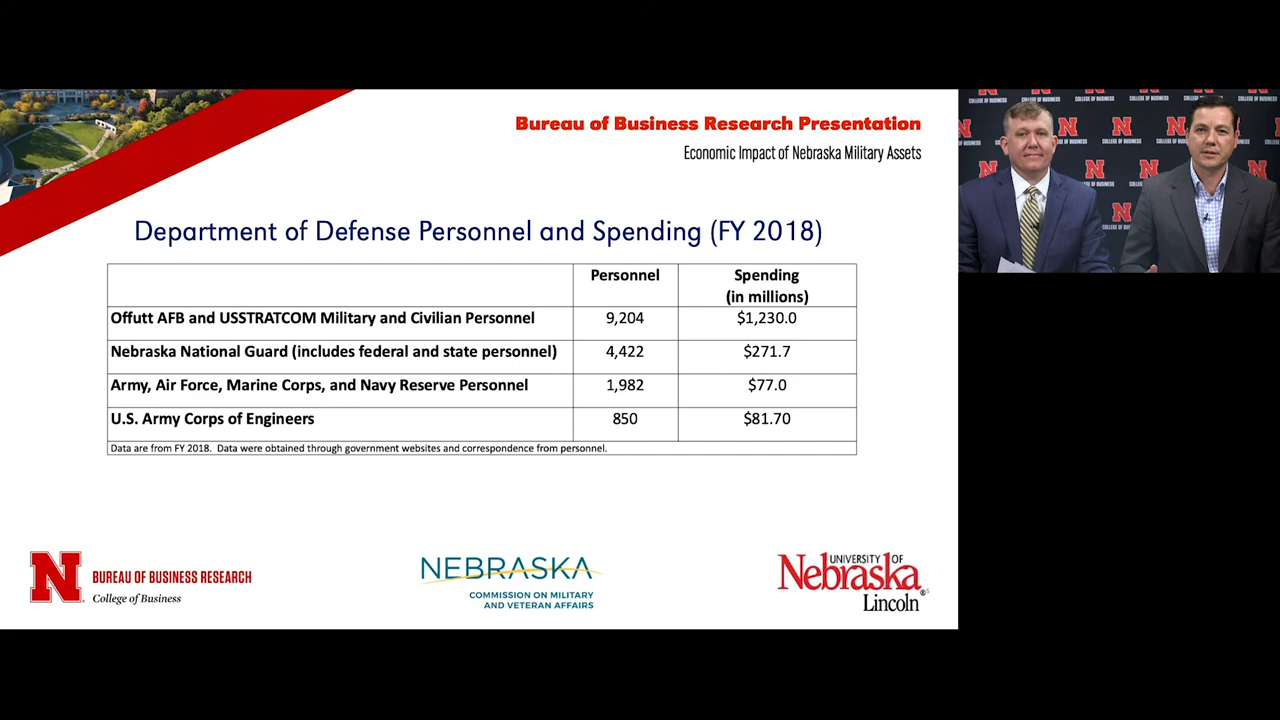 Bureau of Business Research Presentation
Economic Impact of Nebraska Military Assets
Department of Defense Personnel and Spending (FY 2018)
Personnel Spending
(in millions)
Offutt AFB and USSTRATCOM Military and Civilian Personnel 9,204 $1,230.0
Nebraska National Guard (includes federal and state personnel) 4,422 $271.7
Army, Air Force, Marine Corps, and Navy Reserve Personnel 1,982 $77.0
U.S. Army Corps of Engineers 850 $81.70
Data are from FY 2018. Data were obtained through government websites and correspondence from personnel.
N
BUREAU OF BUSINESS RESEARCH
College of Business
NEBRASKA
COMMISSION ON MILITARY
AND VETERAN AFFAIRS
UNIVERSITY OF
Nebraska
Lincoln
COLLEGE OF BUSINESS
N